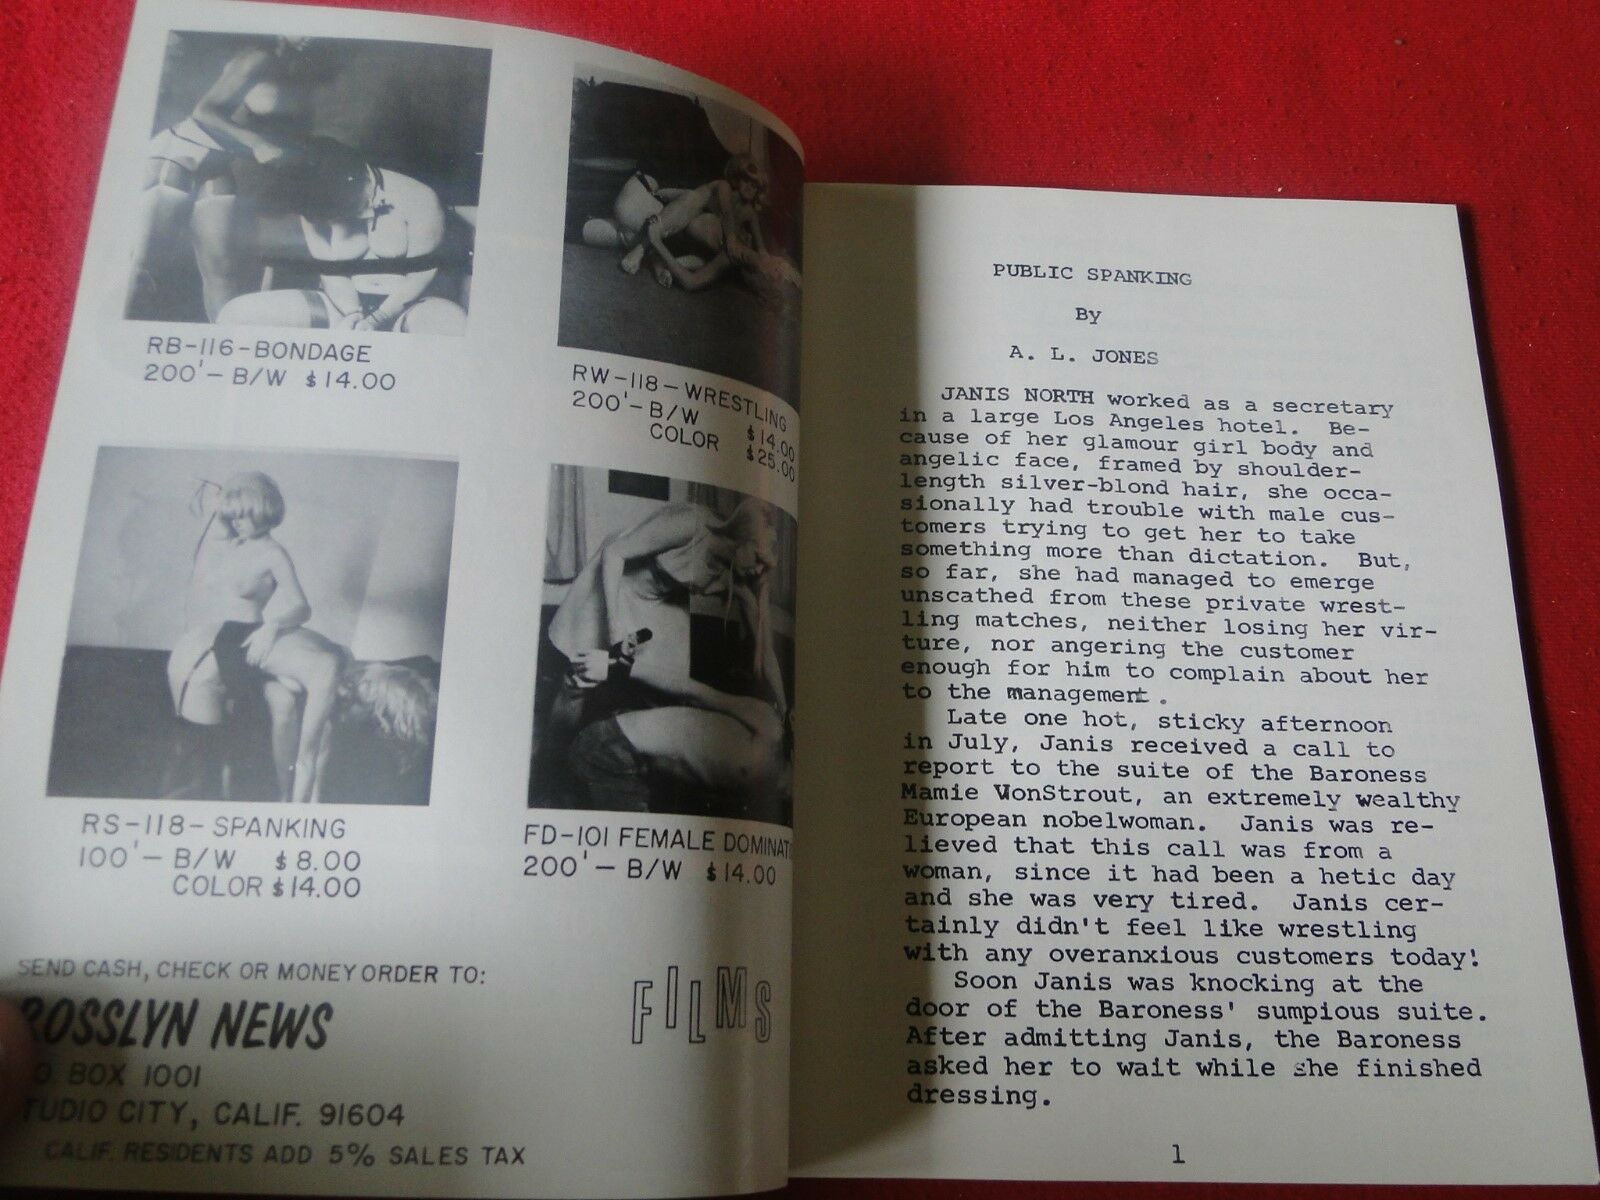 RB-116-BONDAGE
200'- B/W $14.00
RW-118-WRESTLING
200'-B/W $14.00
COLOR $25.00
RS-118-SPANKING
100'- B/W $8.00
COLOR $14.00
FD-101 FEMALE DOMINAT
200'- B/W $14.00
SEND CASH, CHECK OR MONEY ORDER TO:
ROSSLYN NEWS
O BOX 1001
TUDIO CITY, CALIF. 91604
CALIF. RESIDENTS ADD 5% SALES TAX
FILMS
PUBLIC SPANKING
By
A. L. JONES
JANIS NORTH worked as a secretary
in a large Los Angeles hotel. Be-
cause of her glamour girl body and
angelic face, framed by shoulder-
length silver-blond hair, she occa-
sionally had trouble with male cus-
tomers trying to get her to take
something more than dictation. But,
so far, she had managed to emerge
unscathed from these private wrest-
ling matches, neither losing her vir-
ture, nor angering the customer
enough for him to complain about her
to the management.
Late one hot, sticky afternoon
in July, Janis received a call to
report to the suite of the Baroness
Mamie VonStrout, an extremely wealthy
European nobelwoman. Janis was re-
lieved that this call was from a
woman, since it had been a hetic day
and she was very tired. Janis cer-
tainly didn't feel like wrestling
with any overanxious customers today!
Soon Janis was knocking at the
door of the Baroness' sumpious suite.
After admitting Janis, the Baroness
asked her to wait while she finished
dressing.
1